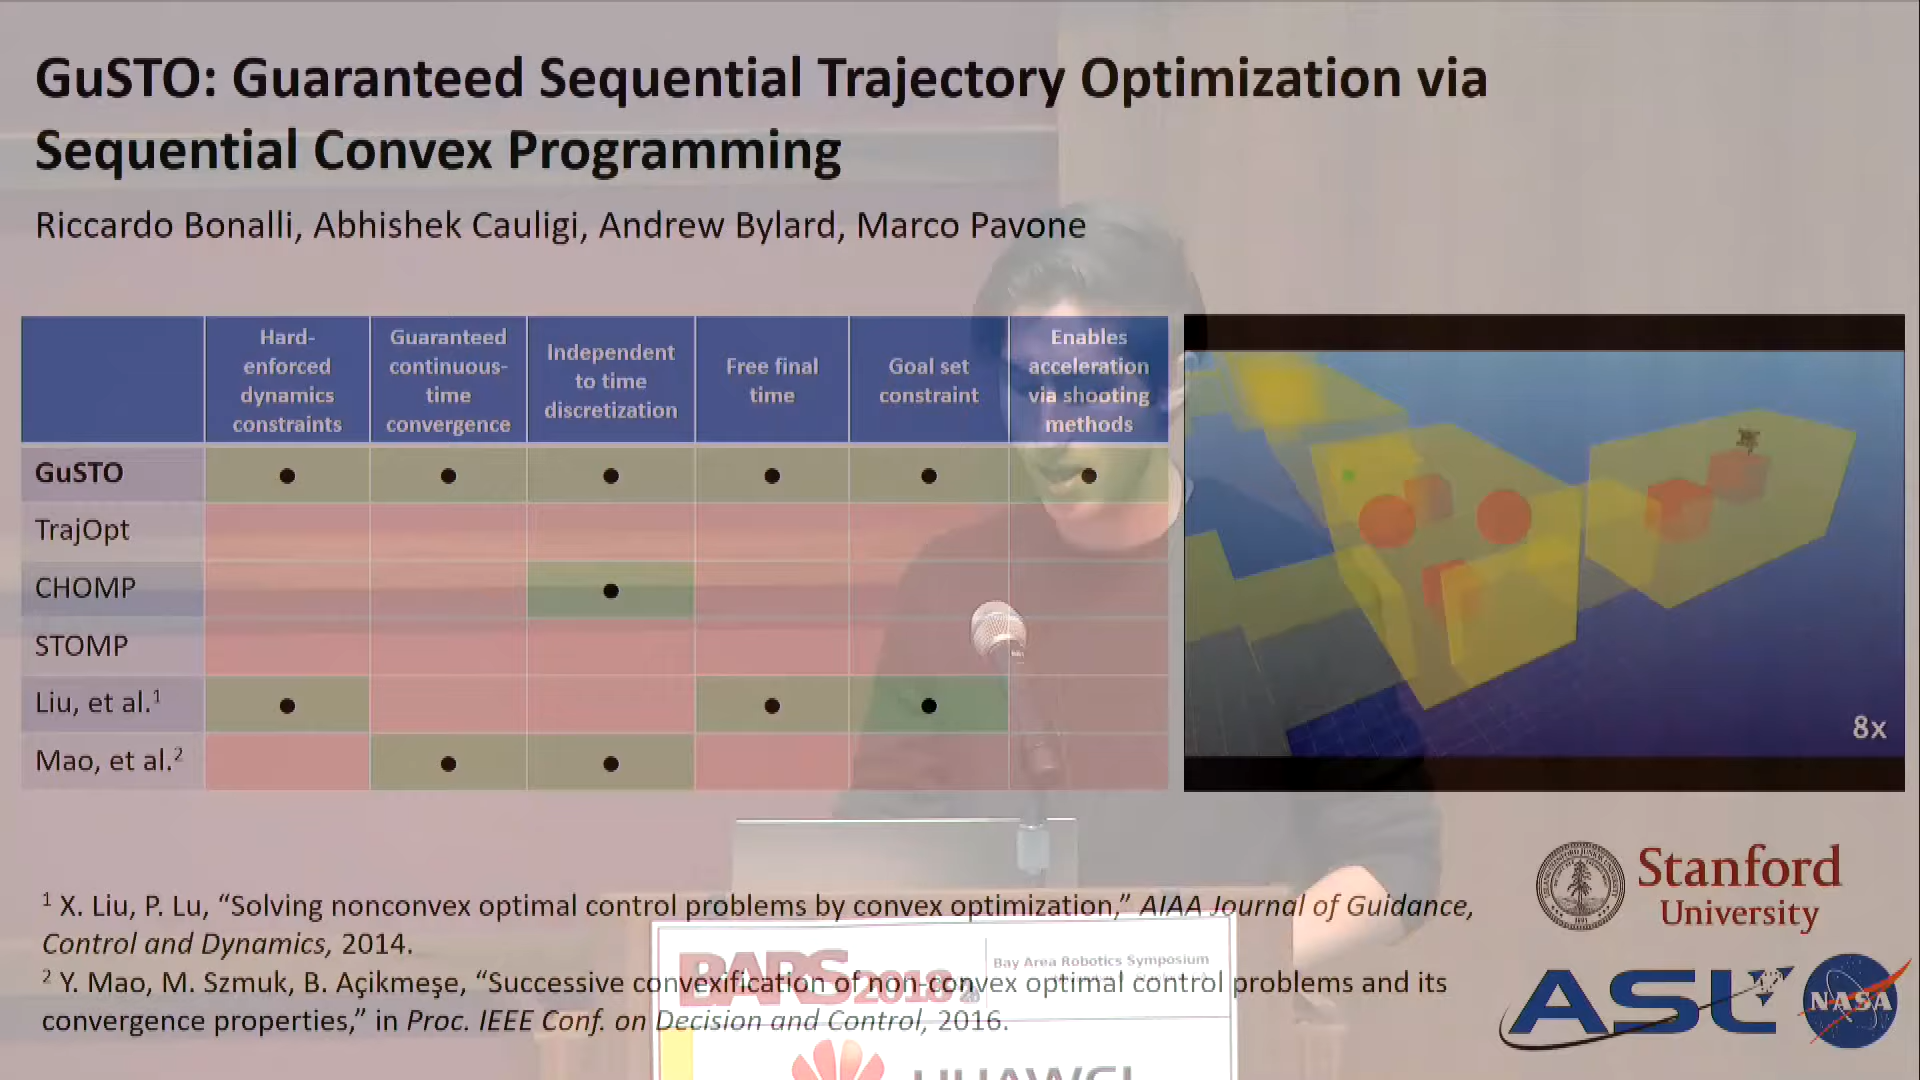 GuSTO: Guaranteed Sequential Trajectory Optimization via
Sequential Convex Programming
Riccardo Bonalli, Abhishek Cauligi, Andrew Bylard, Marco Pavone
Hard-
enforced
dynamics
constraints
Guaranteed
continuous-
time
convergence
Independent
to time
discretization
Free final
time
Goal set
constraint
Enables
acceleration
via shooting
methods
GuSTO ● ● ● ● ● ●
TrajOpt
CHOMP ●
STOMP
Liu, et al.¹ ● ● ●
Mao, et al.² ● ●
8x
¹ X. Liu, P. Lu, “Solving nonconvex optimal control problems by convex optimization,” AIAA Journal of Guidance,
Control and Dynamics, 2014.
² Y. Mao, M. Szmuk, B. Açikmeşe, “Successive convexification of non-convex optimal control problems and its
convergence properties,” in Proc. IEEE Conf. on Decision and Control, 2016.
Stanford
University
ASL
NASA
BARS 2018
Bay Area Robotics Symposium
HUAWEI